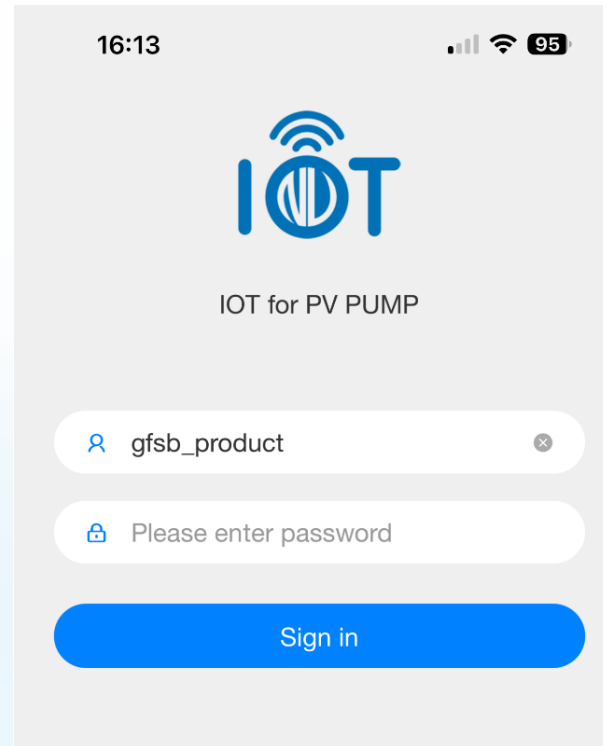 16:13
95
IOT
IOT for PV PUMP
gfsb_product
Please enter password
Sign in